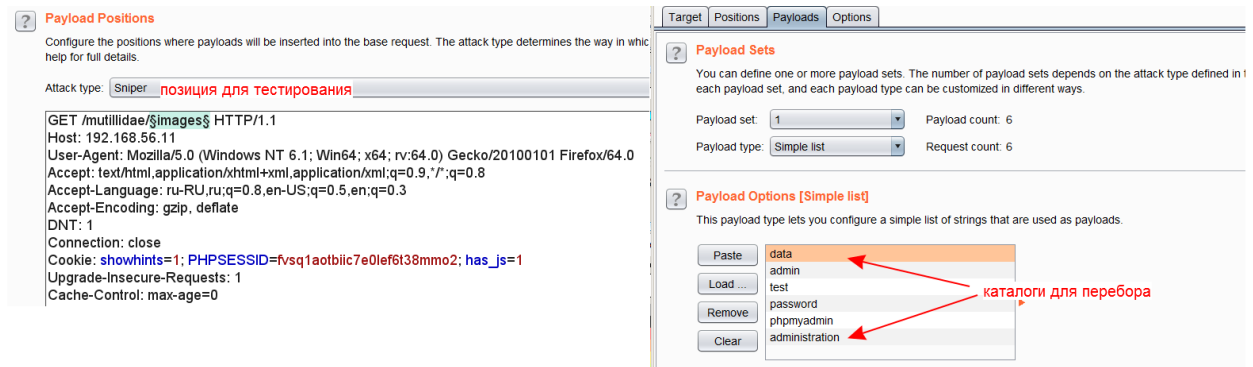 ?
Payload Positions
Configure the positions where payloads will be inserted into the base request. The attack type determines the way in
help for full details.
Attack type:
Sniper
позиция для тестирования
GET /mutillidae/§images§ HTTP/1.1
Host: 192.168.56.11
User-Agent: Mozilla/5.0 (Windows NT 6.1; Win64; x64; rv:64.0) Gecko/20100101 Firefox/64.0
Accept: text/html,application/xhtml+xml,application/xml;q=0.9,*/*;q=0.8
Accept-Language: ru-RU,ru;q=0.8,en-US;q=0.5,en;q=0.3
Accept-Encoding: gzip, deflate
DNT: 1
Connection: close
Cookie: showhints=1; PHPSESSID=fvsq1aotbiic7e0lef6t38mmo2; has_js=1
Upgrade-Insecure-Requests: 1
Cache-Control: max-age=0
Target Positions Payloads Options
?
Payload Sets
You can define one or more payload sets. The number of payload sets depends on the attack type defined in
each payload set, and each payload type can be customized in different ways.
Payload set: 1 Payload count: 6
Payload type: Simple list Request count: 6
?
Payload Options [Simple list]
This payload type lets you configure a simple list of strings that are used as payloads.
Paste
Load ...
Remove
Clear
data
admin
test
password
phpmyadmin
administration
каталоги для перебора